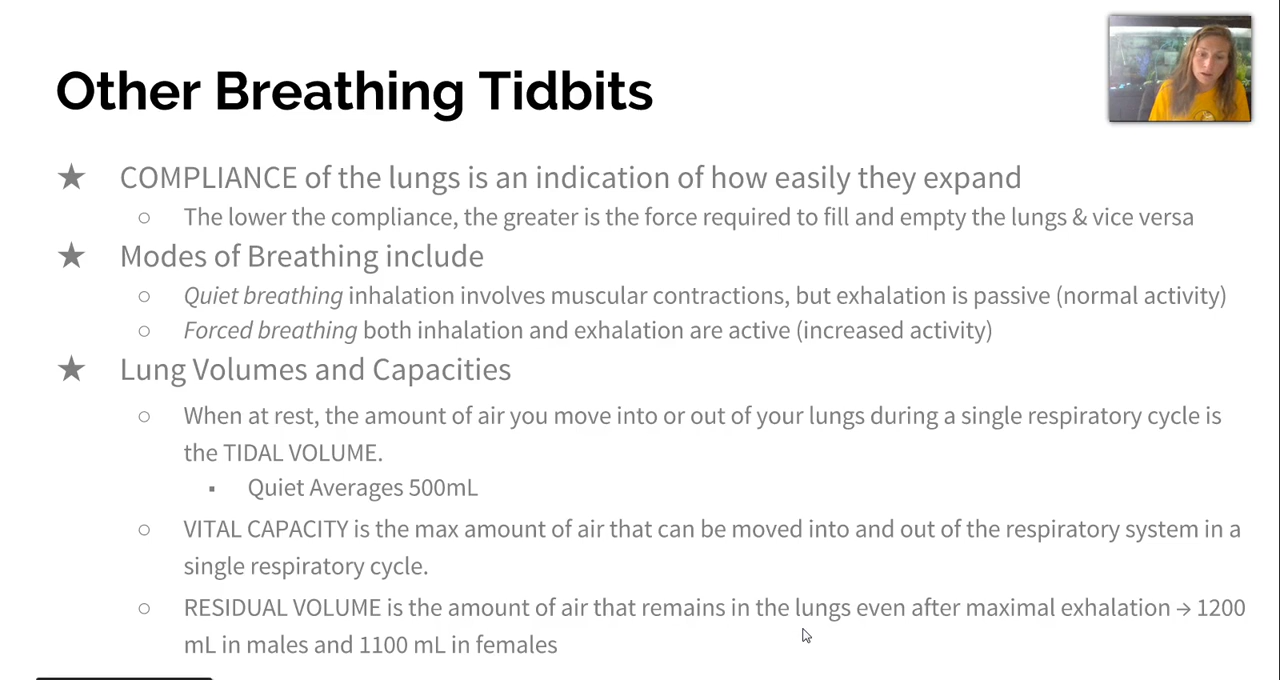 Other Breathing Tidbits
★ COMPLIANCE of the lungs is an indication of how easily they expand
○ The lower the compliance, the greater is the force required to fill and empty the lungs & vice versa
★ Modes of Breathing include
○ Quiet breathing inhalation involves muscular contractions, but exhalation is passive (normal activity)
○ Forced breathing both inhalation and exhalation are active (increased activity)
★ Lung Volumes and Capacities
○ When at rest, the amount of air you move into or out of your lungs during a single respiratory cycle is
the TIDAL VOLUME.
▪ Quiet Averages 500mL
○ VITAL CAPACITY is the max amount of air that can be moved into and out of the respiratory system in a
single respiratory cycle.
○ RESIDUAL VOLUME is the amount of air that remains in the lungs even after maximal exhalation → 1200
mL in males and 1100 mL in females